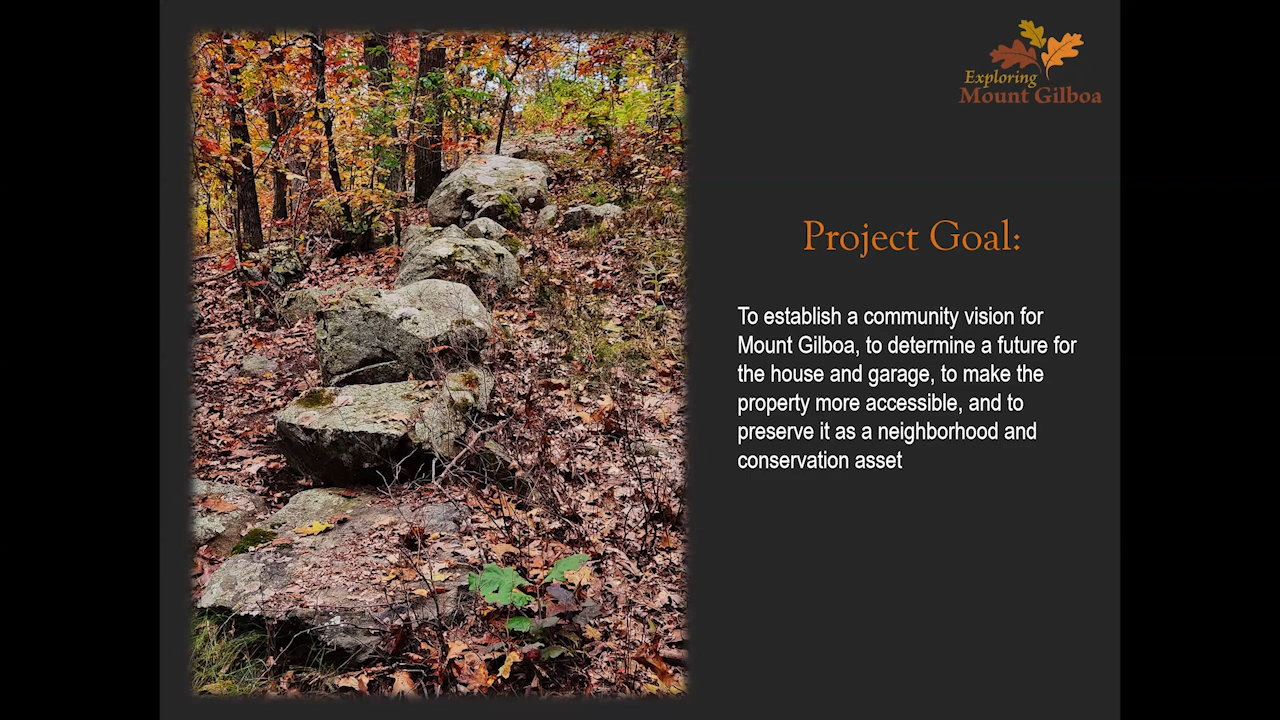 Exploring
Mount Gilboa
Project Goal:
To establish a community vision for
Mount Gilboa, to determine a future for
the house and garage, to make the
property more accessible, and to
preserve it as a neighborhood and
conservation asset